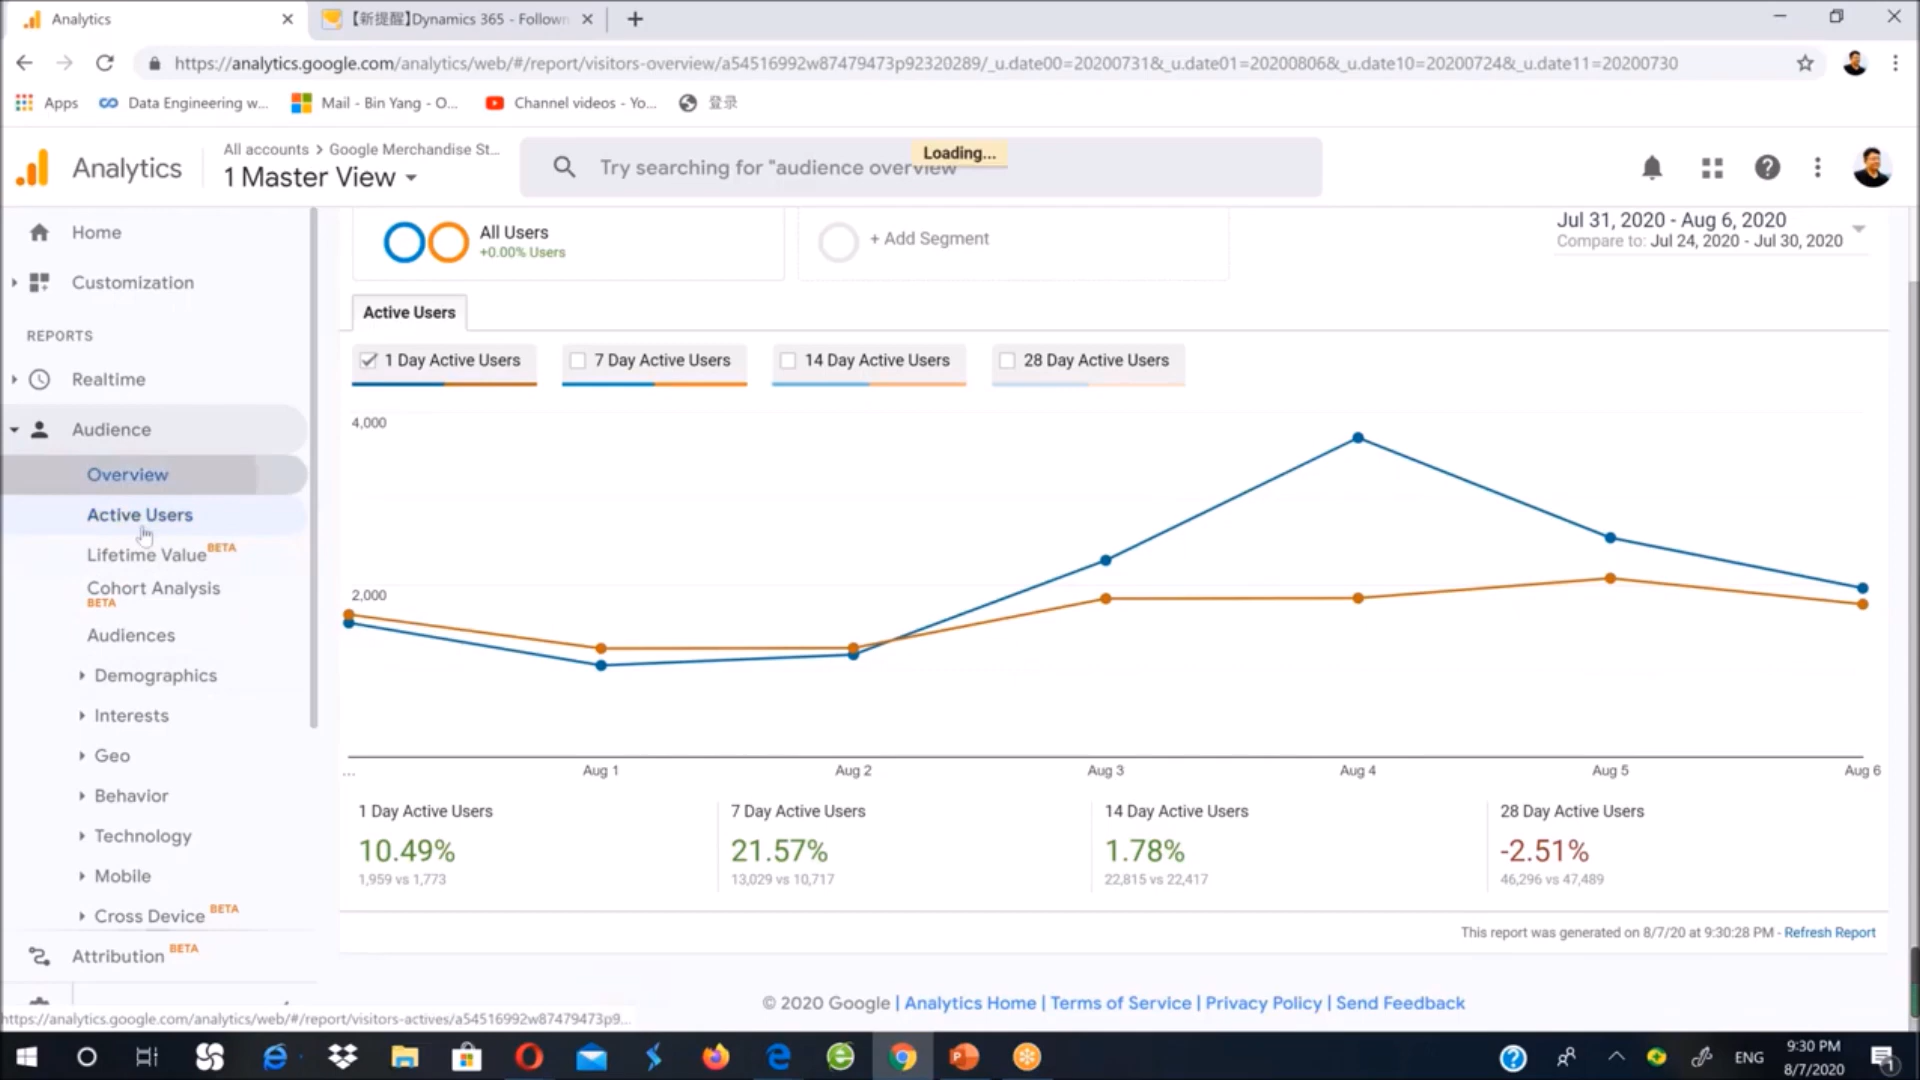 Analytics
【新提醒】Dynamics 365 - Follown
https://analytics.google.com/analytics/web/#/report/visitors-overview/a54516992w87479473p92320289/_u.date00=20200731&_u.date01=20200806&_u.date10=20200724&_u.date11=20200730
Apps
Data Engineering w...
Mail - Bin Yang - O...
Channel videos - Yo...
登录
Analytics
All accounts > Google Merchandise St...
1 Master View
Try searching for "audience overview"
Loading...
Home
Customization
REPORTS
Realtime
Audience
Overview
Active Users
Lifetime Value BETA
Cohort Analysis
BETA
Audiences
Demographics
Interests
Geo
Behavior
Technology
Mobile
Cross Device BETA
Attribution BETA
All Users
+0.00% Users
+ Add Segment
Jul 31, 2020 - Aug 6, 2020
Compare to: Jul 24, 2020 - Jul 30, 2020
Active Users
1 Day Active Users
7 Day Active Users
14 Day Active Users
28 Day Active Users
4,000
2,000
...
Aug 1
Aug 2
Aug 3
Aug 4
Aug 5
Aug 6
1 Day Active Users
10.49%
1,959 vs 1,773
7 Day Active Users
21.57%
13,029 vs 10,717
14 Day Active Users
1.78%
22,815 vs 22,417
28 Day Active Users
-2.51%
46,296 vs 47,489
This report was generated on 8/7/20 at 9:30:28 PM - Refresh Report
© 2020 Google | Analytics Home | Terms of Service | Privacy Policy | Send Feedback
https://analytics.google.com/analytics/web/#/report/visitors-actives/a54516992w87479473p9...
ENG
9:30 PM
8/7/2020
1